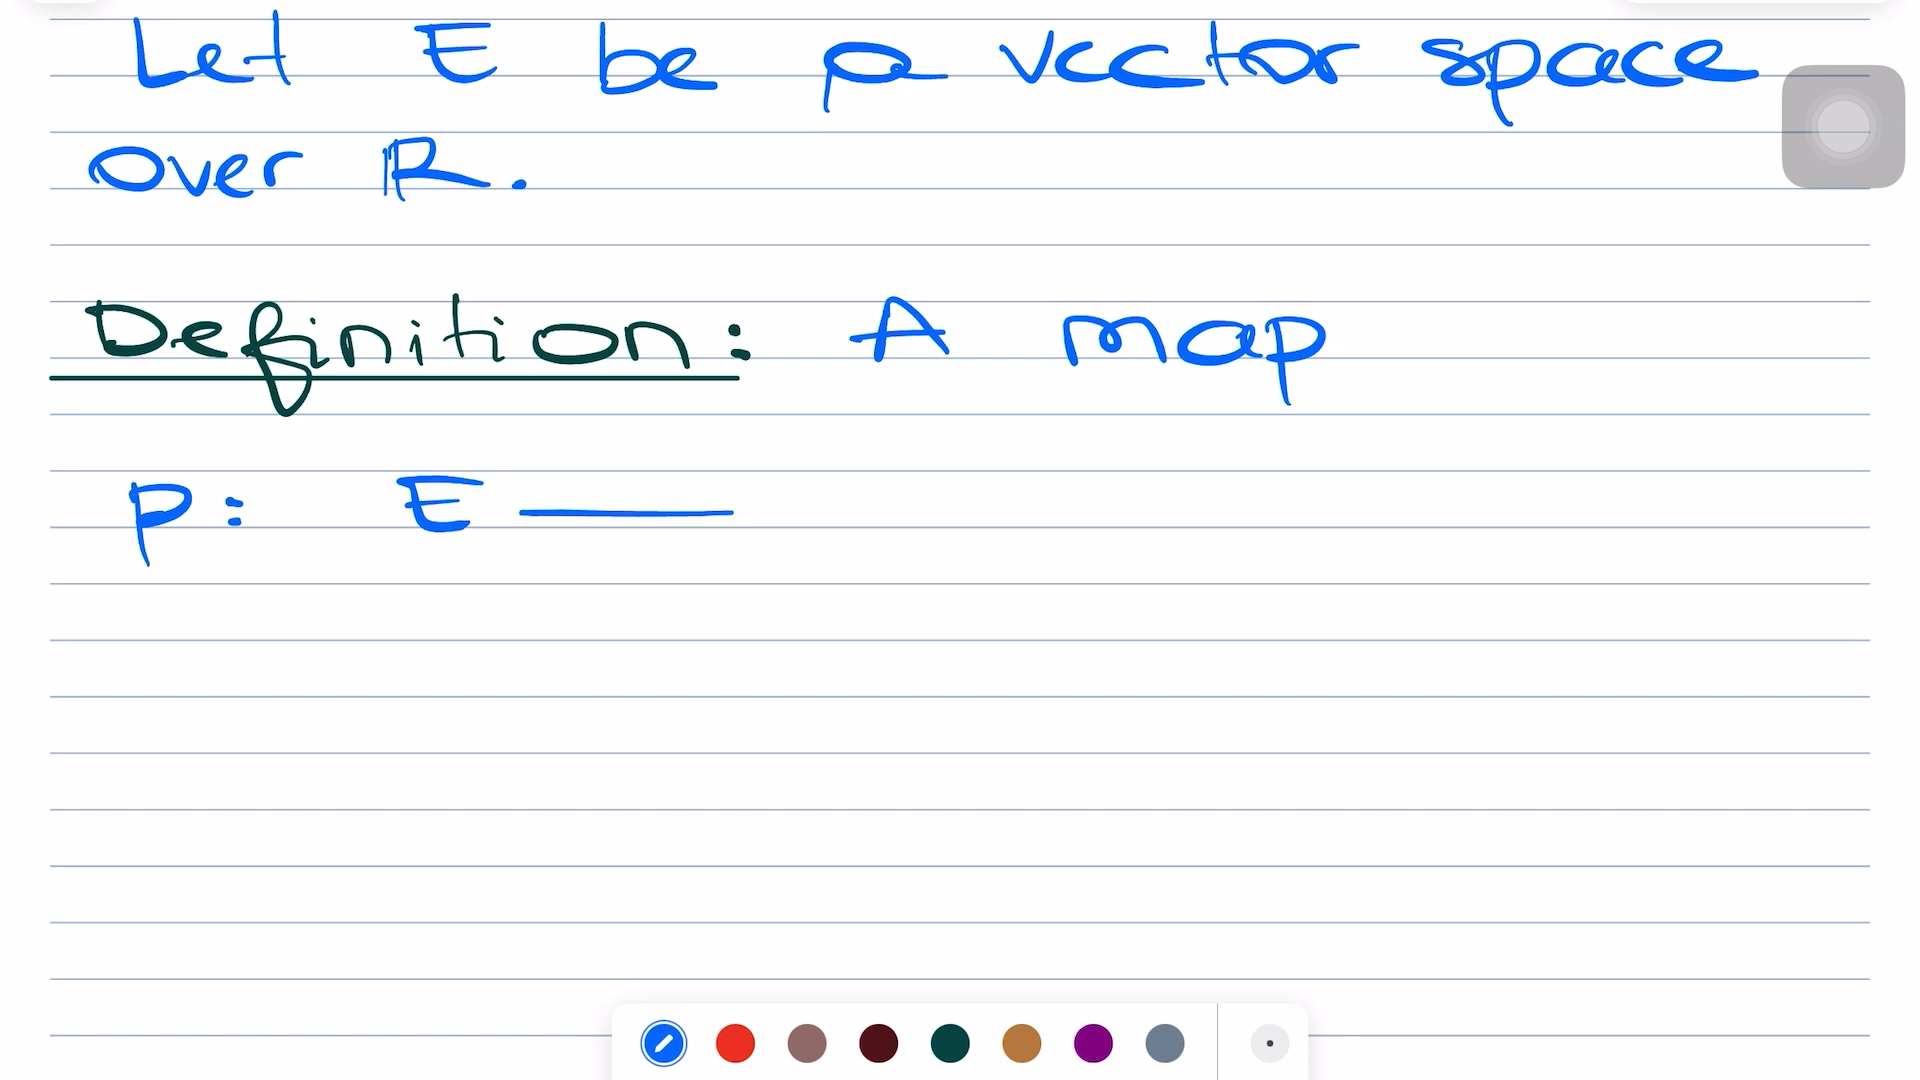 Let E be a vector space
over ℝ.
Definition: A map
p: E —